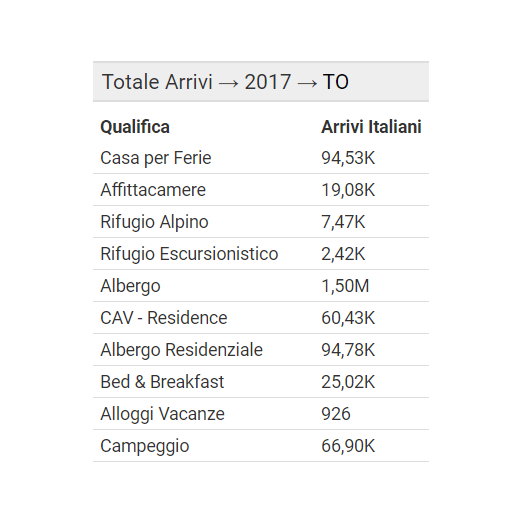 Totale Arrivi → 2017 → TO
Qualifica Arrivi Italiani
Casa per Ferie 94,53K
Affittacamere 19,08K
Rifugio Alpino 7,47K
Rifugio Escursionistico 2,42K
Albergo 1,50M
CAV - Residence 60,43K
Albergo Residenziale 94,78K
Bed & Breakfast 25,02K
Alloggi Vacanze 926
Campeggio 66,90K